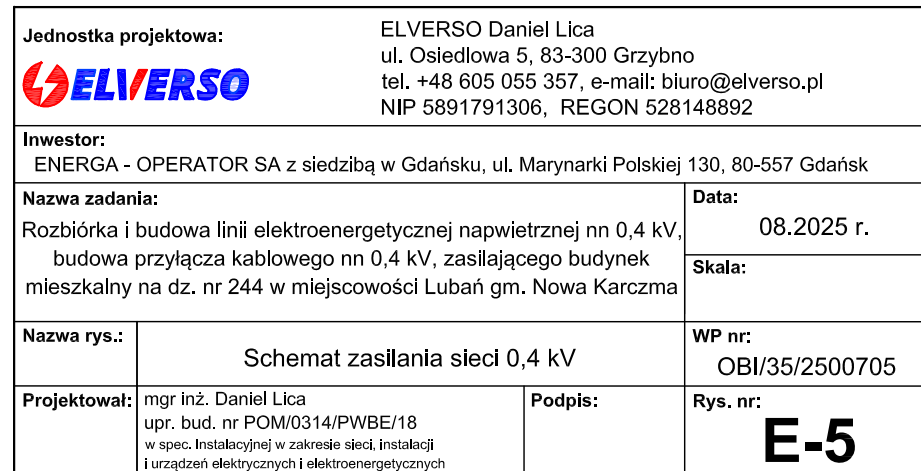 Jednostka projektowa:
ELVERSO
ELVERSO Daniel Lica
ul. Osiedlowa 5, 83-300 Grzybno
tel. +48 605 055 357, e-mail: biuro@elverso.pl
NIP 5891791306, REGON 528148892
Inwestor:
ENERGA - OPERATOR SA z siedzibą w Gdańsku, ul. Marynarki Polskiej 130, 80-557 Gdańsk
Nazwa zadania:
Rozbiórka i budowa linii elektroenergetycznej napwietrznej nn 0,4 kV,
budowa przyłącza kablowego nn 0,4 kV, zasilającego budynek
mieszkalny na dz. nr 244 w miejscowości Lubań gm. Nowa Karczma
Data:
08.2025 r.
Skala:
Nazwa rys.:
Schemat zasilania sieci 0,4 kV
WP nr:
OBI/35/2500705
Projektował:
mgr inż. Daniel Lica
upr. bud. nr POM/0314/PWBE/18
w spec. Instalacyjnej w zakresie sieci, instalacji
i urządzeń elektrycznych i elektroenergetycznych
Podpis:
Rys. nr:
E-5